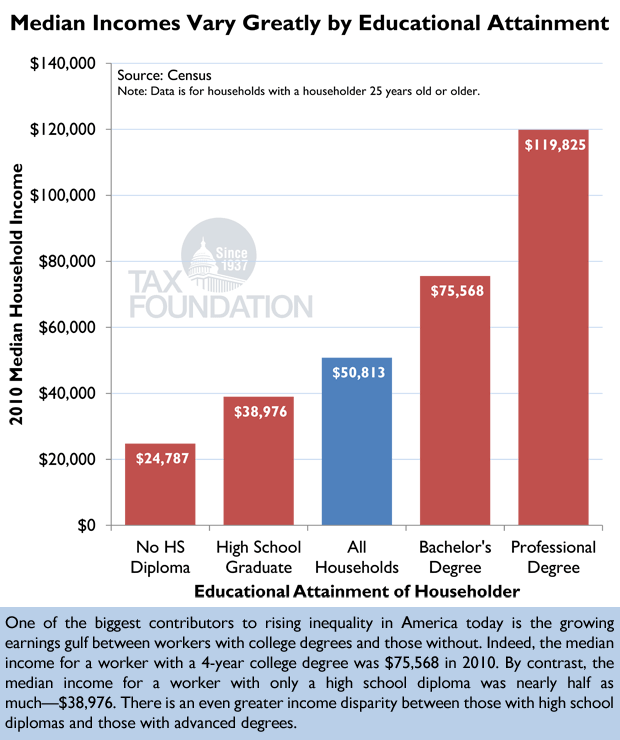 Median Incomes Vary Greatly by Educational Attainment
$140,000
Source: Census
Note: Data is for households with a householder 25 years old or older.
$120,000
$119,825
$100,000
$80,000
$75,568
$60,000
$50,813
$40,000
$38,976
$20,000
$24,787
$0
2010 Median Household Income
Since
1937
TAX
FOUNDATION
No HS
Diploma
High School
Graduate
All
Households
Bachelor's
Degree
Professional
Degree
Educational Attainment of Householder
One of the biggest contributors to rising inequality in America today is the growing
earnings gulf between workers with college degrees and those without. Indeed, the median
income for a worker with a 4-year college degree was $75,568 in 2010. By contrast, the
median income for a worker with only a high school diploma was nearly half as
much—$38,976. There is an even greater income disparity between those with high school
diplomas and those with advanced degrees.